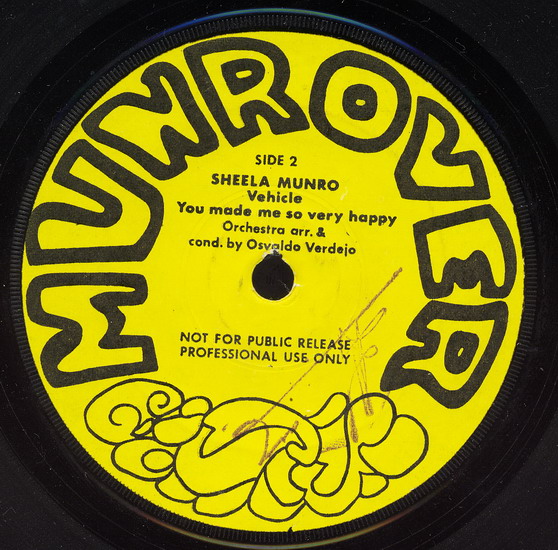 MUNROVER
SIDE 2
SHEELA MUNRO
Vehicle
You made me so very happy
Orchestra arr. &
cond. by Osvaldo Verdejo
NOT FOR PUBLIC RELEASE
PROFESSIONAL USE ONLY